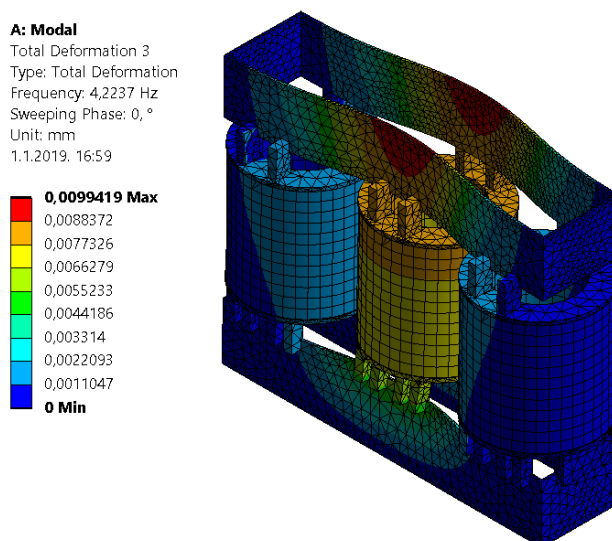 A: Modal
Total Deformation 3
Type: Total Deformation
Frequency: 4,2237 Hz
Sweeping Phase: 0, °
Unit: mm
1.1.2019. 16:59
0,0099419 Max
0,0088372
0,0077326
0,0066279
0,0055233
0,0044186
0,003314
0,0022093
0,0011047
0 Min